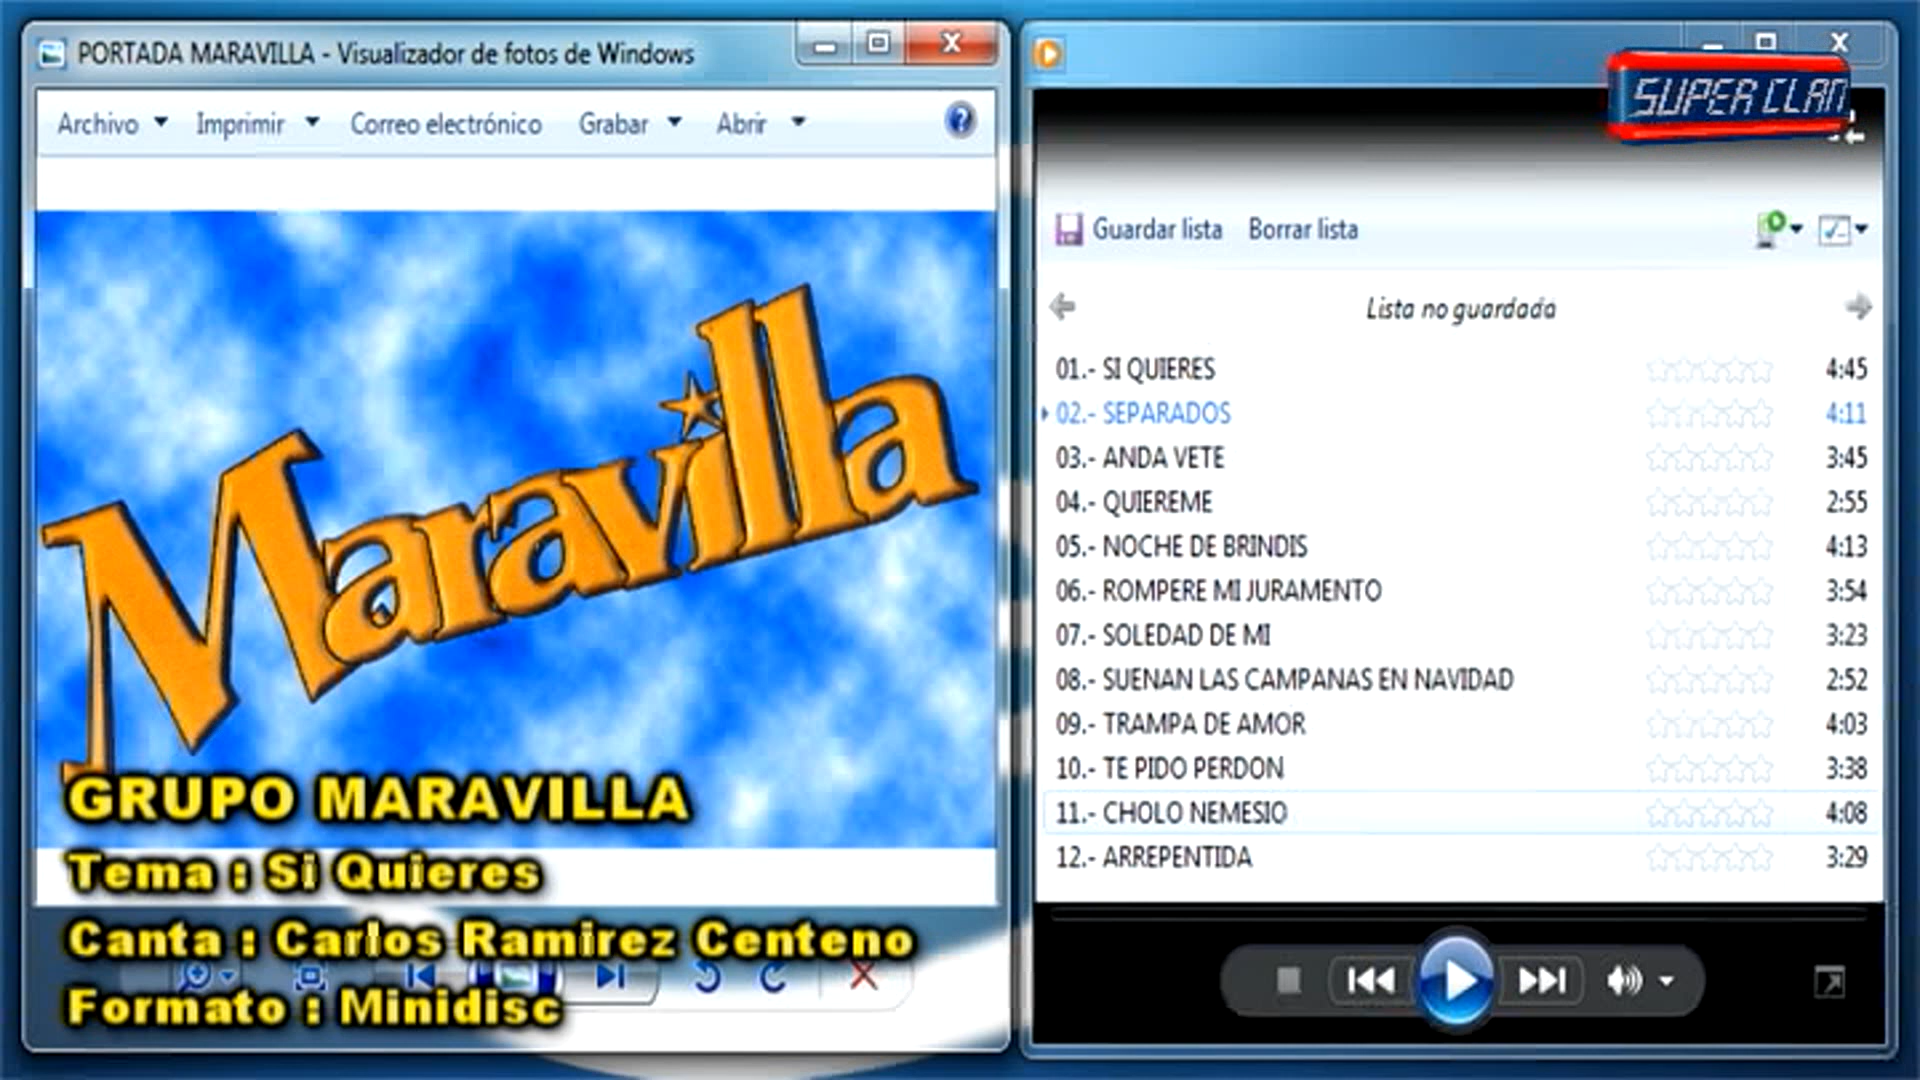 PORTADA MARAVILLA - Visualizador de fotos de Windows
Archivo Imprimir Correo electrónico Grabar Abrir
Maravilla
GRUPO MARAVILLA
Tema : Si Quieres
Canta : Carlos Ramirez Centeno
Formato : Minidisc
SUPER CLAN
Guardar lista Borrar lista
Lista no guardada
01.- SI QUIERES 4:45
02.- SEPARADOS 4:11
03.- ANDA VETE 3:45
04.- QUIEREME 2:55
05.- NOCHE DE BRINDIS 4:13
06.- ROMPERE MI JURAMENTO 3:54
07.- SOLEDAD DE MI 3:23
08.- SUENAN LAS CAMPANAS EN NAVIDAD 2:52
09.- TRAMPA DE AMOR 4:03
10.- TE PIDO PERDON 3:38
11.- CHOLO NEMESIO 4:08
12.- ARREPENTIDA 3:29